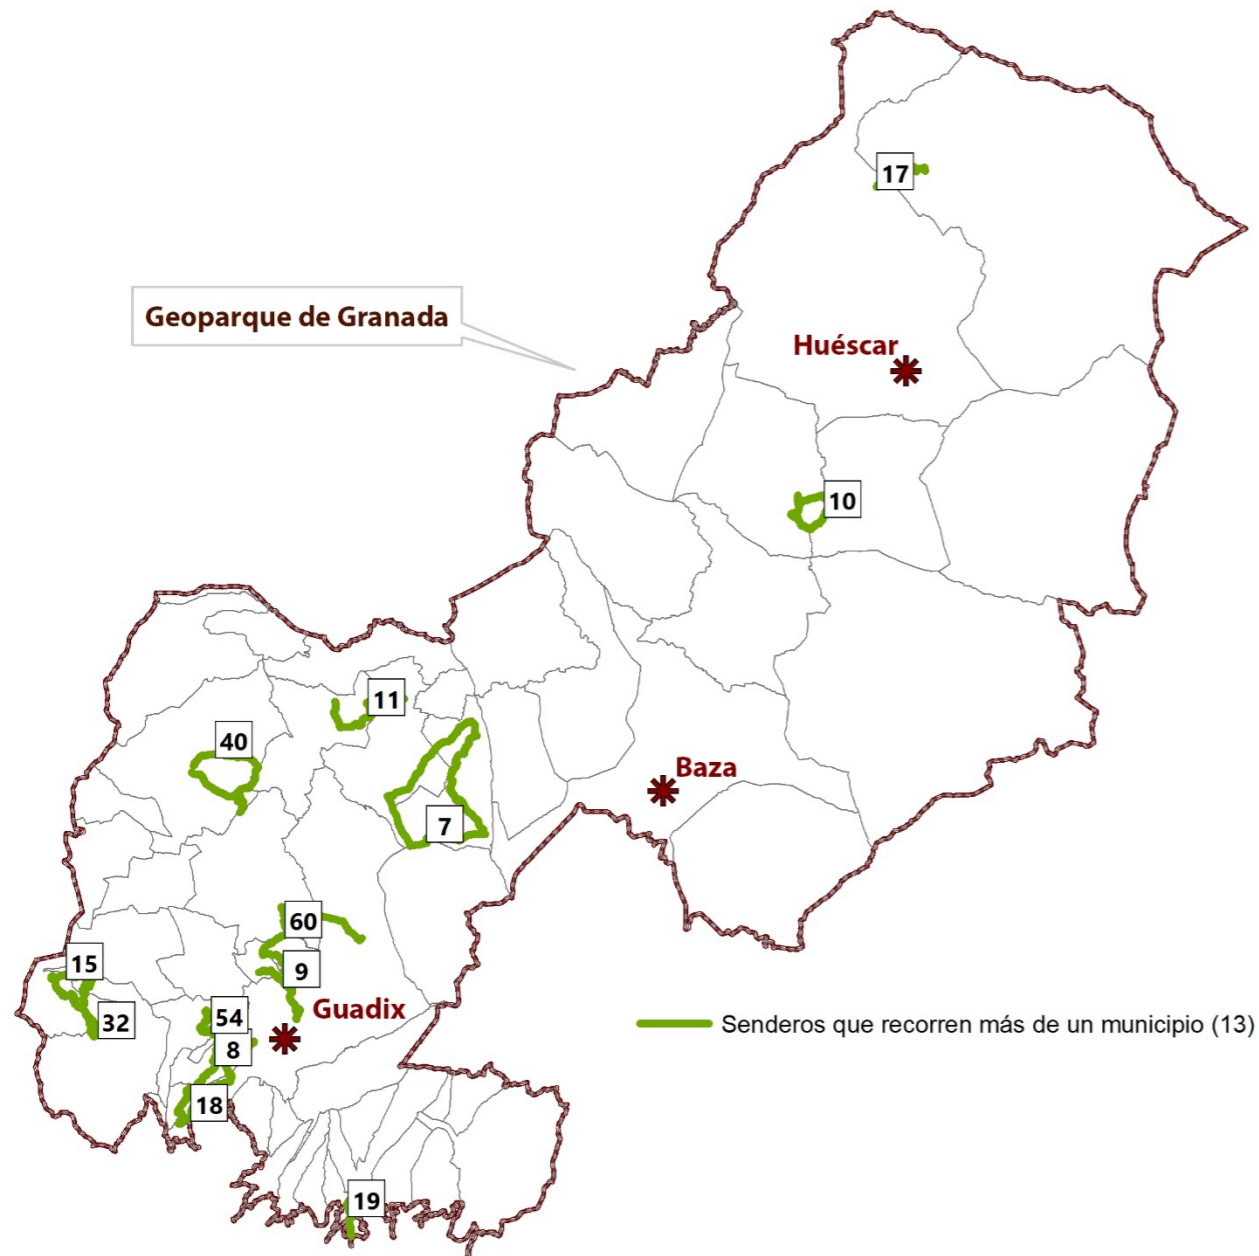 17
Geoparque de Granada
Huéscar
10
11
40
Baza
7
60
15
9
Guadix
32
54
Senderos que recorren más de un municipio (13)
8
18
19